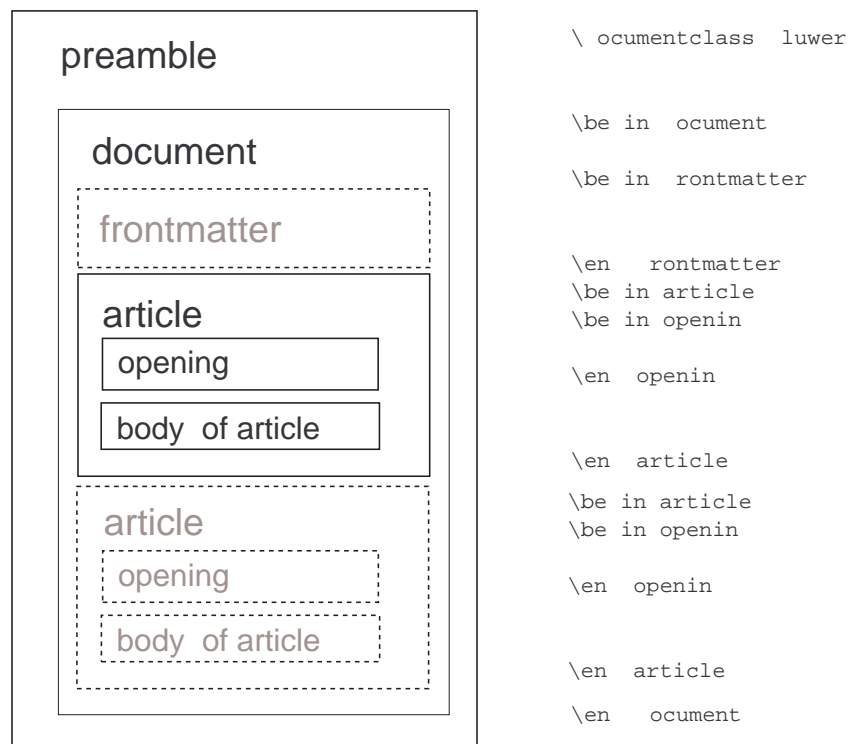 preamble
document
frontmatter
article
opening
body of article
article
opening
body of article
\ ocumentclass luwer
\be in ocument
\be in rontmatter
\en rontmatter
\be in article
\be in openin
\en openin
\en article
\be in article
\be in openin
\en openin
\en article
\en ocument